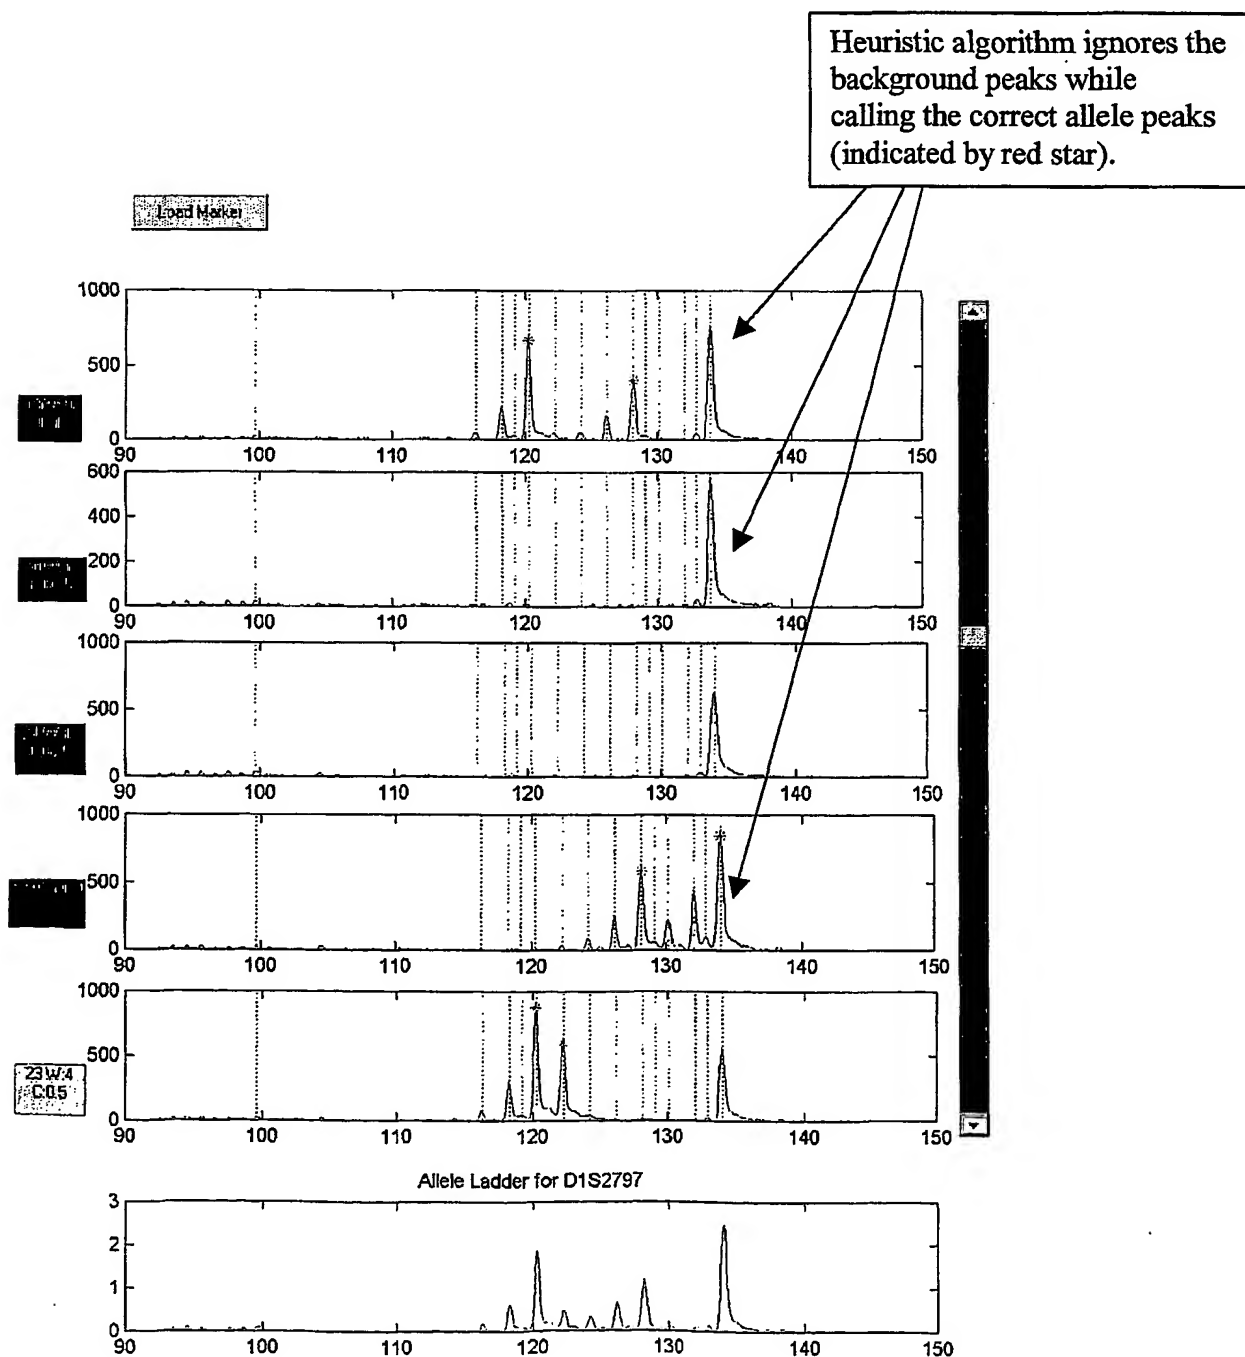 Heuristic algorithm ignores the
background peaks while
calling the correct allele peaks
(indicated by red star).
Load Marker
1000
500
0
90 100 110 120 130 140 150
600
400
200
0
90 100 110 120 130 140 150
1000
500
0
90 100 110 120 130 140 150
1000
500
0
90 100 110 120 130 140 150
1000
500
0
23 W:4
C:0.5
90 100 110 120 130 140 150
Allele Ladder for D1S2797
3
2
1
0
90 100 110 120 130 140 150